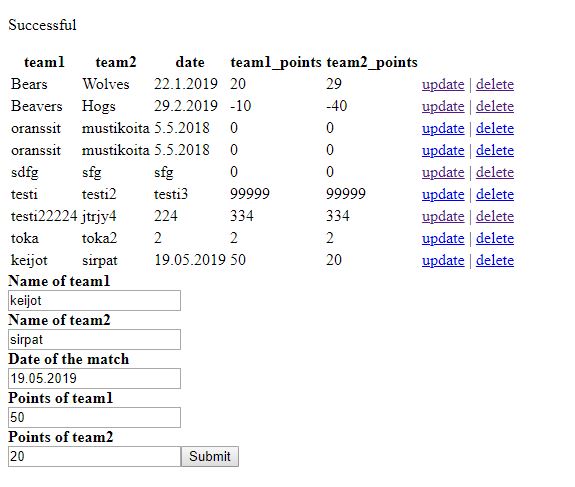 Successful
team1 team2 date team1_points team2_points
Bears Wolves 22.1.2019 20 29 update | delete
Beavers Hogs 29.2.2019 -10 -40 update | delete
oranssit mustikoita 5.5.2018 0 0 update | delete
oranssit mustikoita 5.5.2018 0 0 update | delete
sdfg sfg sfg 0 0 update | delete
testi testi2 testi3 99999 99999 update | delete
testi22224 jtrjy4 224 334 334 update | delete
toka toka2 2 2 2 update | delete
keijot sirpat 19.05.2019 50 20 update | delete
Name of team1
keijot
Name of team2
sirpat
Date of the match
19.05.2019
Points of team1
50
Points of team2
20 Submit